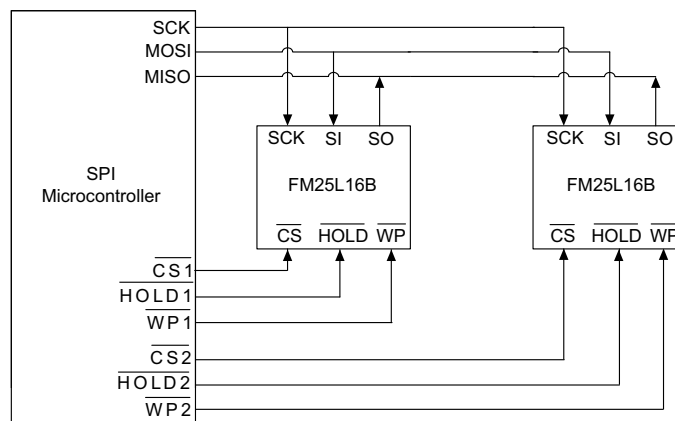 SCK
MOSI
MISO
SPI
Microcontroller
CS1
HOLD1
WP1
CS2
HOLD2
WP2
SCK SI SO
FM25L16B
CS HOLD WP
SCK SI SO
FM25L16B
CS HOLD WP